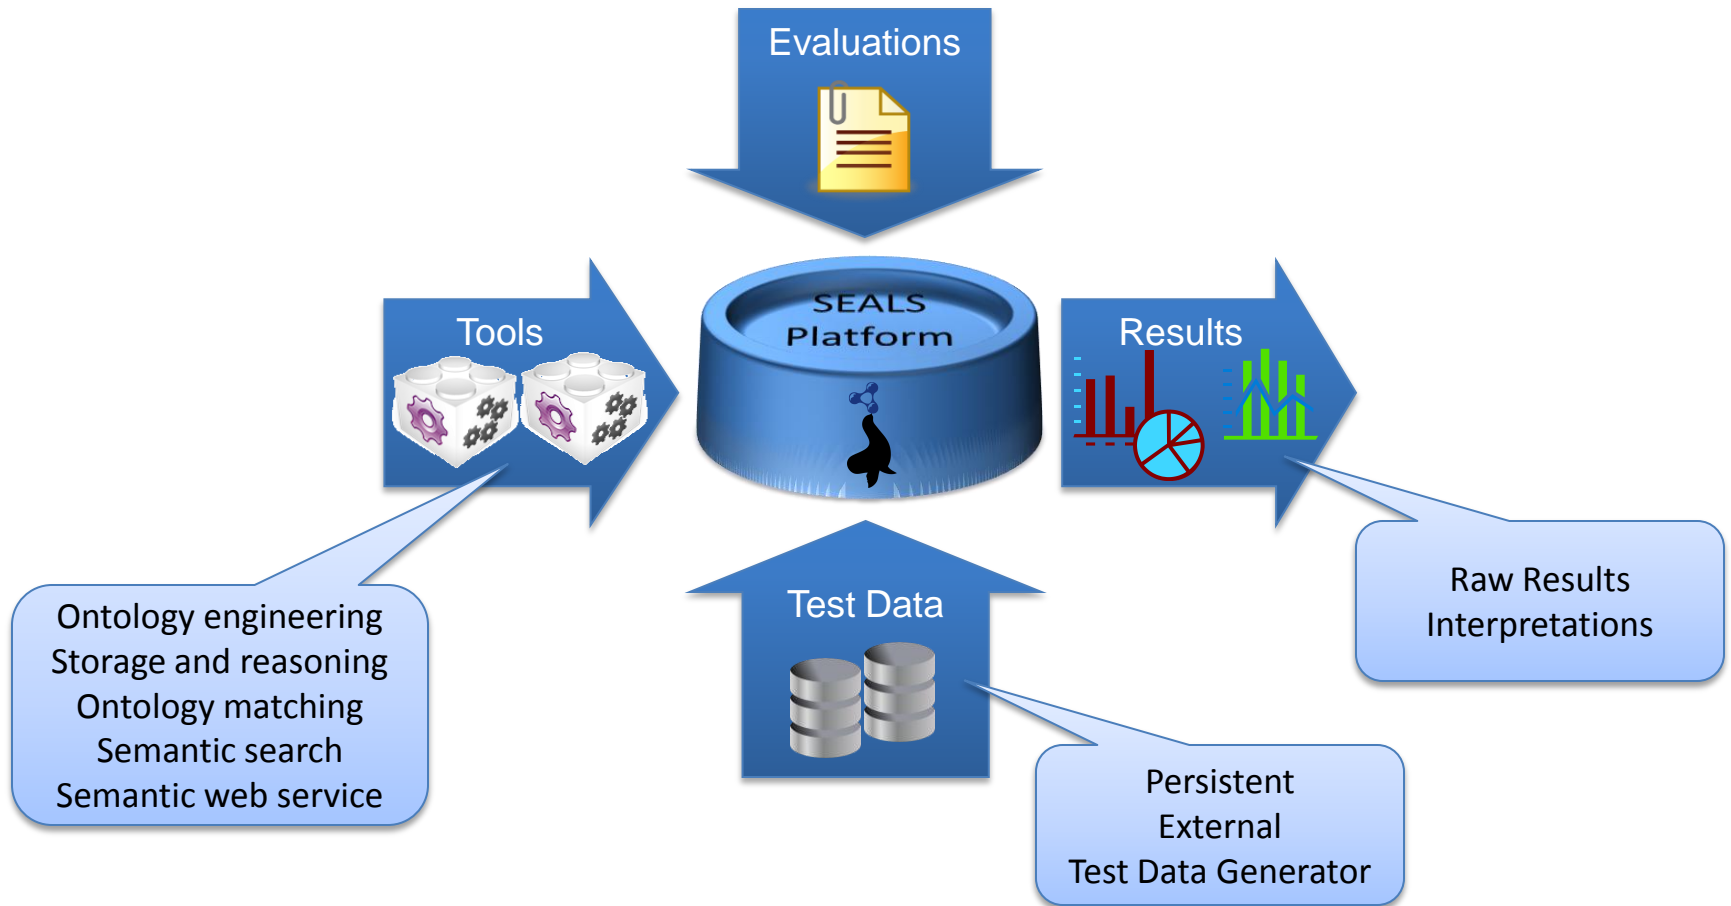 Evaluations
SEALS
Platform
Tools
Results
Test Data
Ontology engineering
Storage and reasoning
Ontology matching
Semantic search
Semantic web service
Raw Results
Interpretations
Persistent
External
Test Data Generator